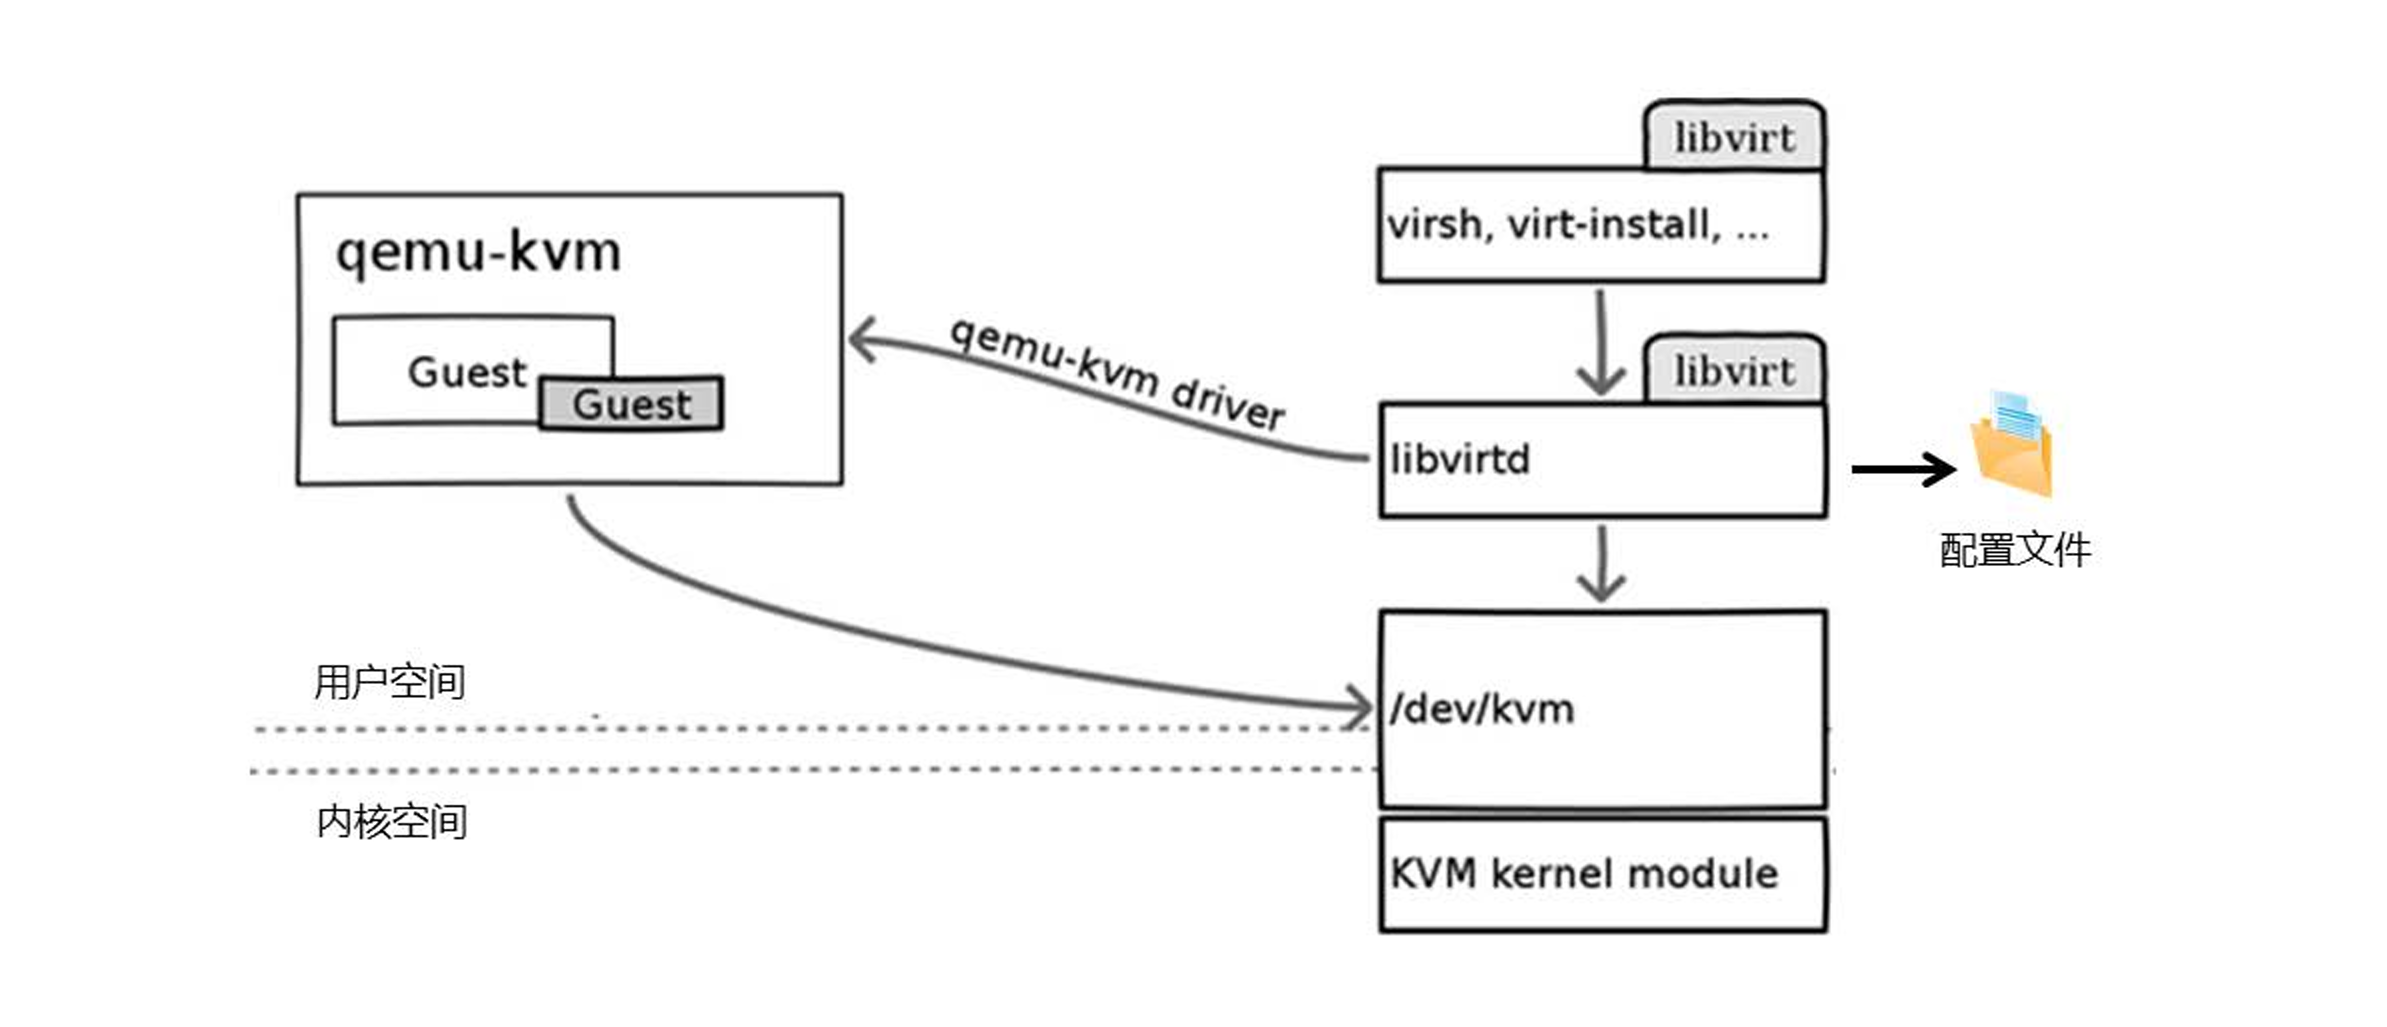 libvirt
virsh, virt-install, ...
qemu-kvm
Guest
Guest
qemu-kvm driver
libvirt
libvirtd
配置文件
/dev/kvm
用户空间
内核空间
KVM kernel module